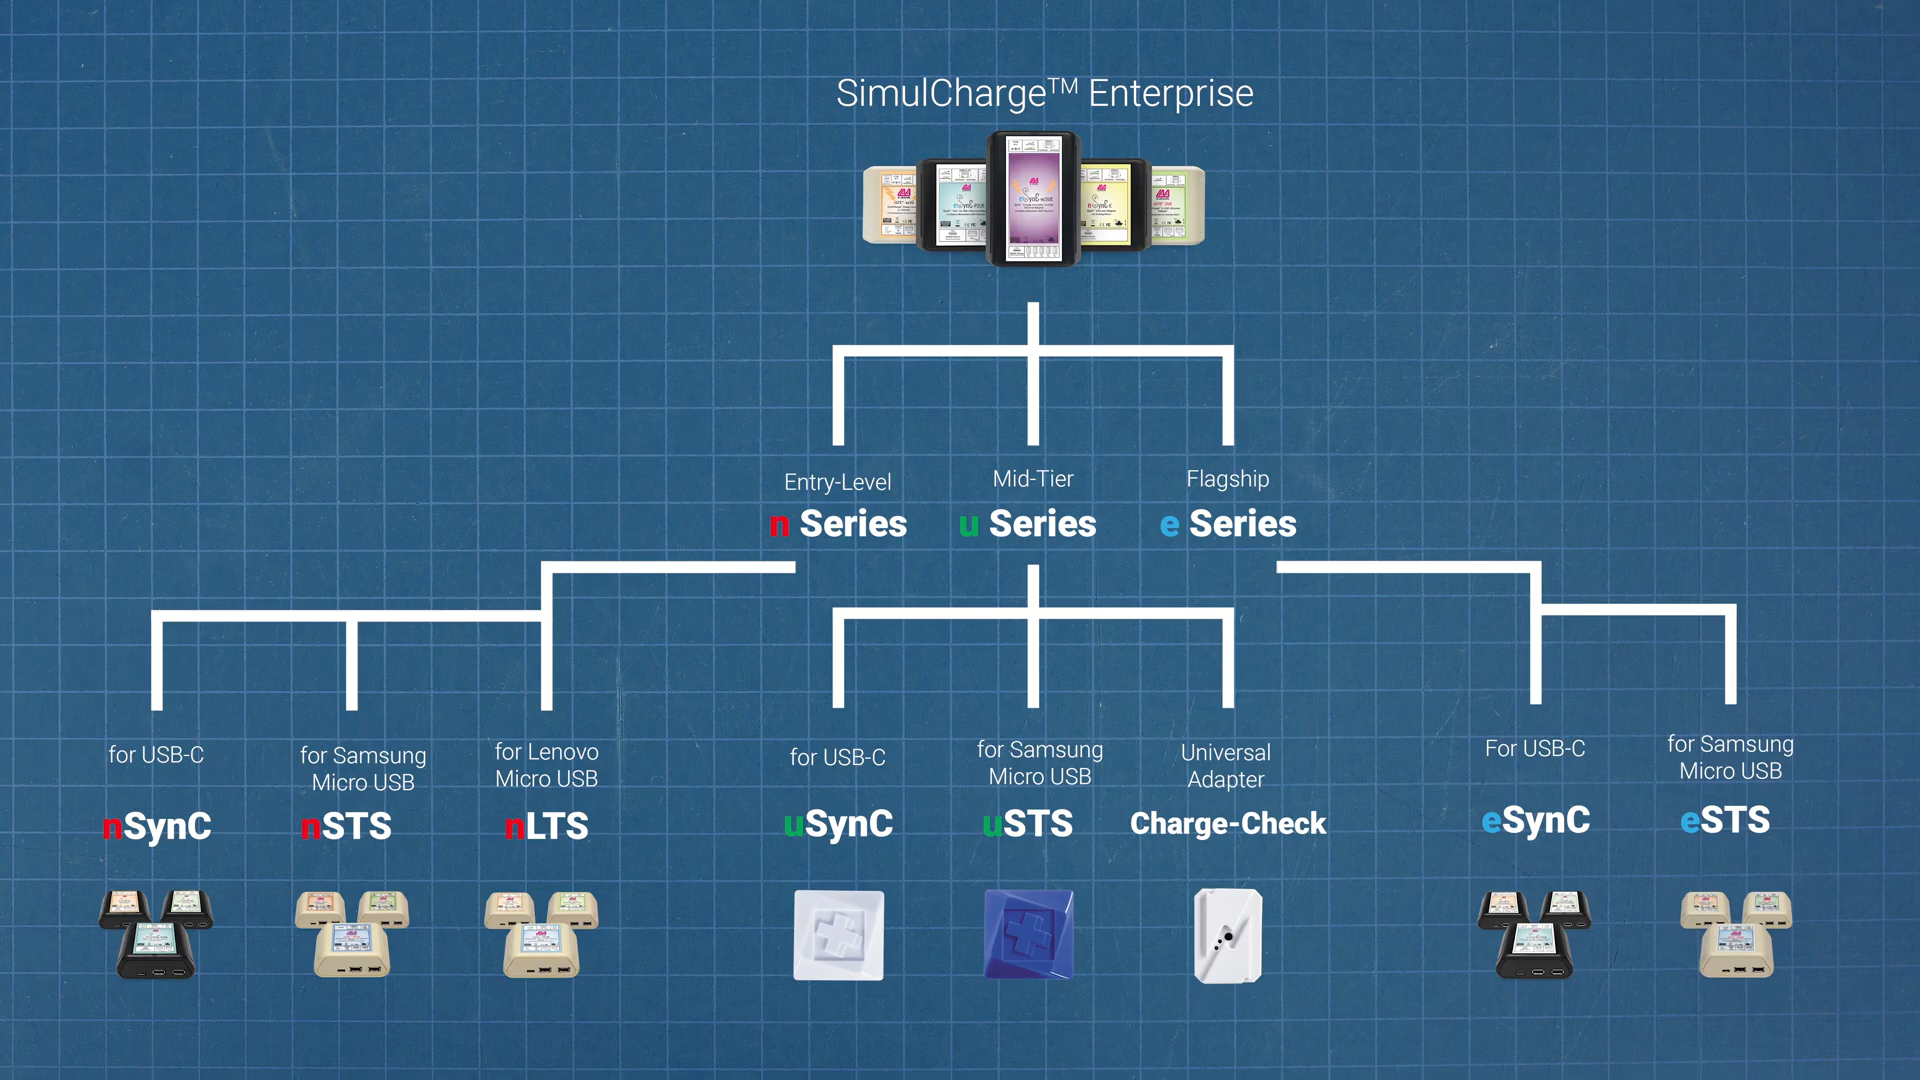 SimulCharge™ Enterprise
Entry-Level
n Series
Mid-Tier
u Series
Flagship
e Series
for USB-C
nSynC
for Samsung
Micro USB
nSTS
for Lenovo
Micro USB
nLTS
for USB-C
uSynC
for Samsung
Micro USB
uSTS
Universal
Adapter
Charge-Check
For USB-C
eSynC
for Samsung
Micro USB
eSTS